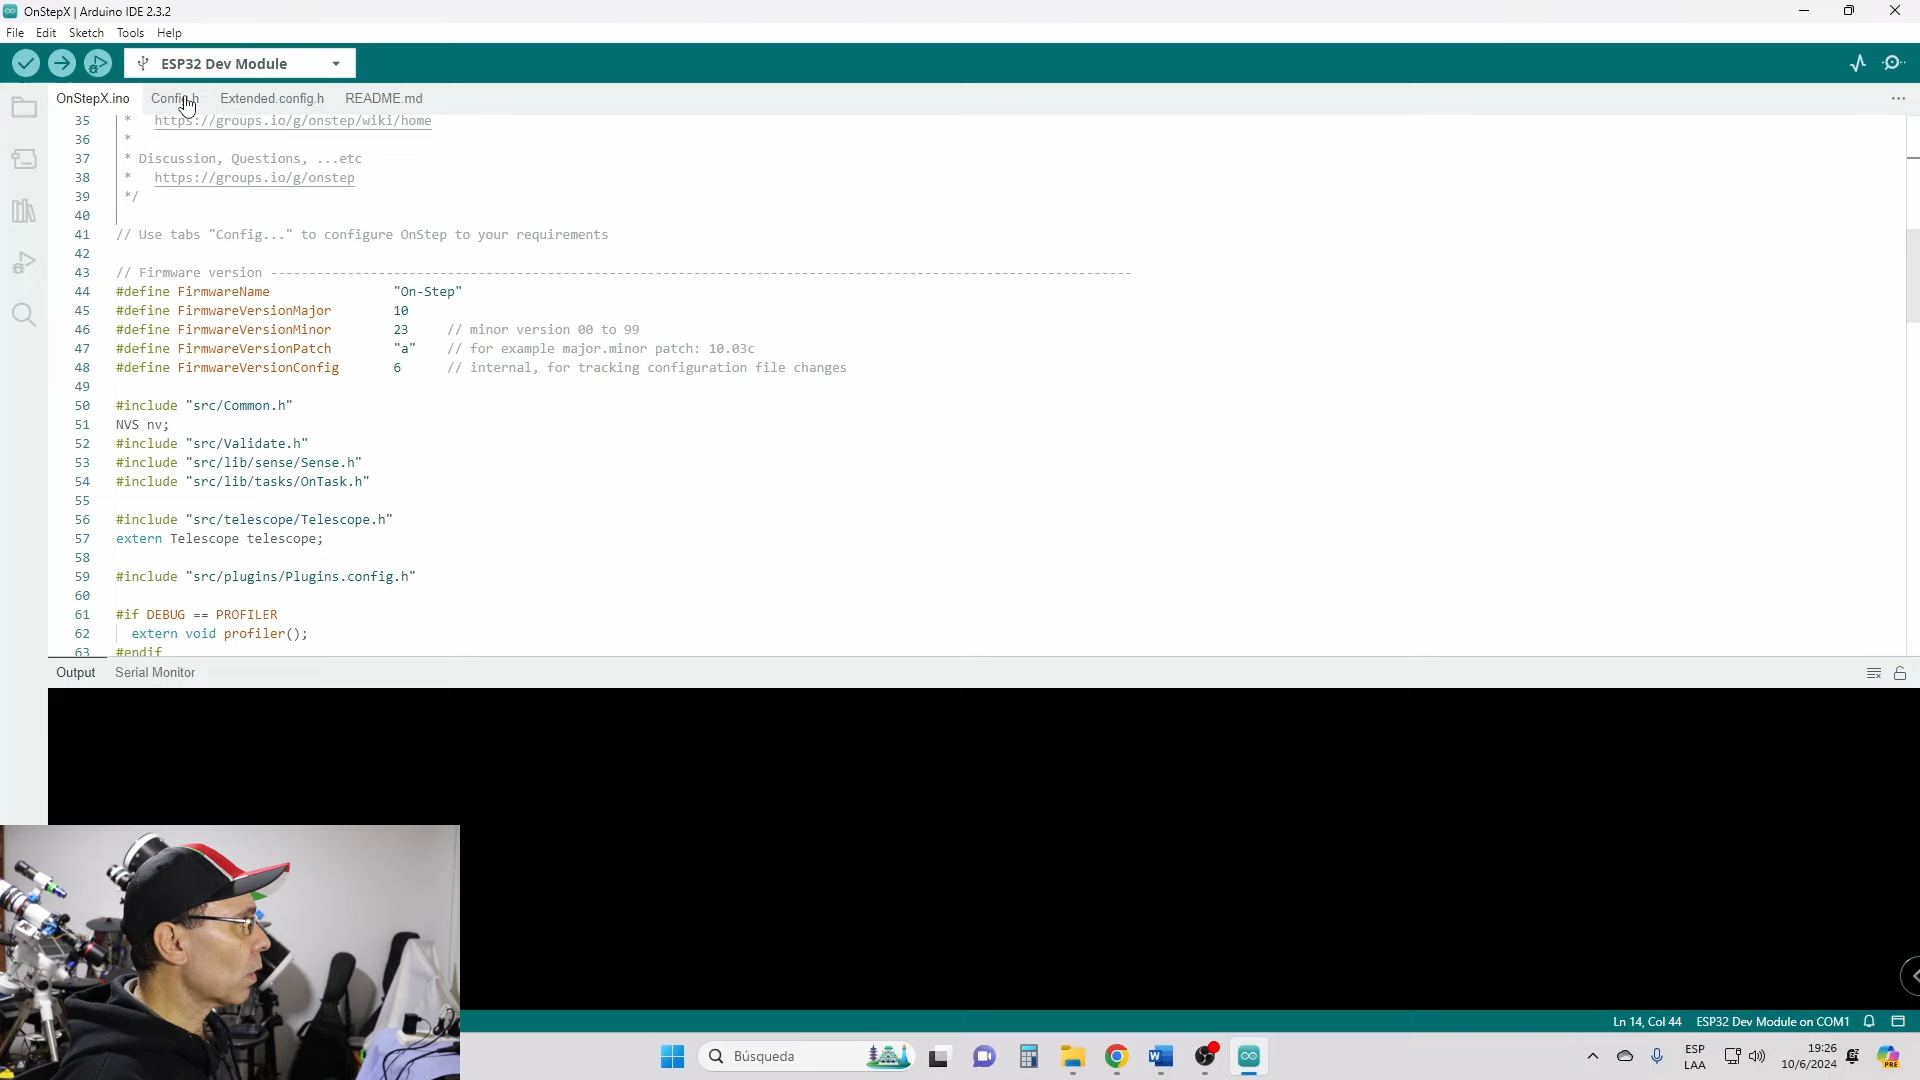 OnStepX | Arduino IDE 2.3.2
File Edit Sketch Tools Help
ESP32 Dev Module
OnStepX.ino Config.h Extended.config.h README.md
35 * https://groups.io/g/onstep/wiki/home
36 *
37 * Discussion, Questions, ...etc
38 * https://groups.io/g/onstep
39 */
40
41 // Use tabs "Config..." to configure OnStep to your requirements
42
43 // Firmware version ----------------------------------------------------------------------------------------------------------------
44 #define FirmwareName "On-Step"
45 #define FirmwareVersionMajor 10
46 #define FirmwareVersionMinor 23 // minor version 00 to 99
47 #define FirmwareVersionPatch "a" // for example major.minor patch: 10.03c
48 #define FirmwareVersionConfig 6 // internal, for tracking configuration file changes
49
50 #include "src/Common.h"
51 NVS nv;
52 #include "src/Validate.h"
53 #include "src/lib/sense/Sense.h"
54 #include "src/lib/tasks/OnTask.h"
55
56 #include "src/telescope/Telescope.h"
57 extern Telescope telescope;
58
59 #include "src/plugins/Plugins.config.h"
60
61 #if DEBUG == PROFILER
62 extern void profiler();
63 #endif
Output Serial Monitor
Ln 14, Col 44 ESP32 Dev Module on COM1
Búsqueda
ESP
LAA
19:26
10/6/2024
PRE